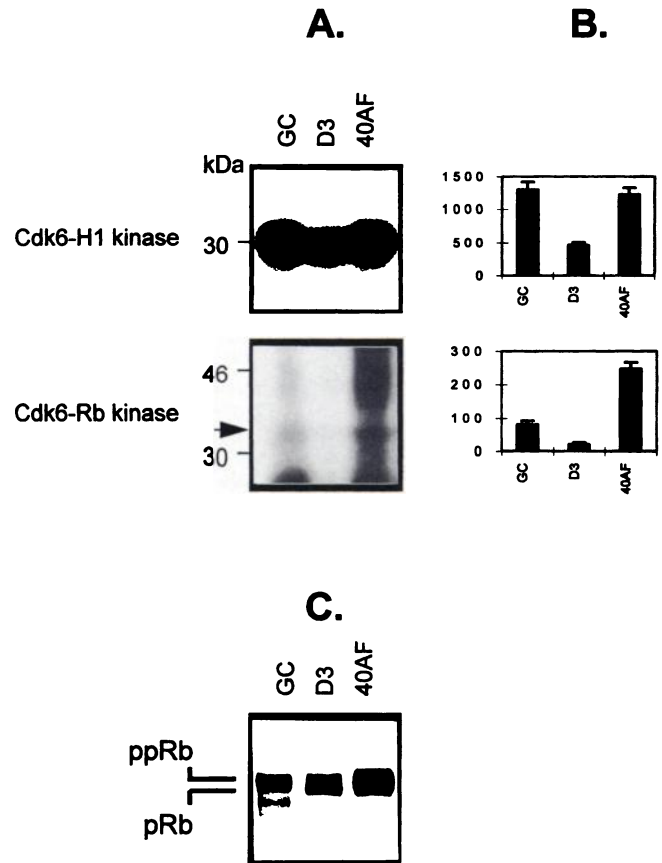 A.
B.
GC D3 40AF
kDa
Cdk6-H1 kinase
30
1500
1000
500
0
GC D3 40AF
Cdk6-Rb kinase
46
30
300
200
100
0
GC D3 40AF
C.
GC D3 40AF
ppRb
pRb